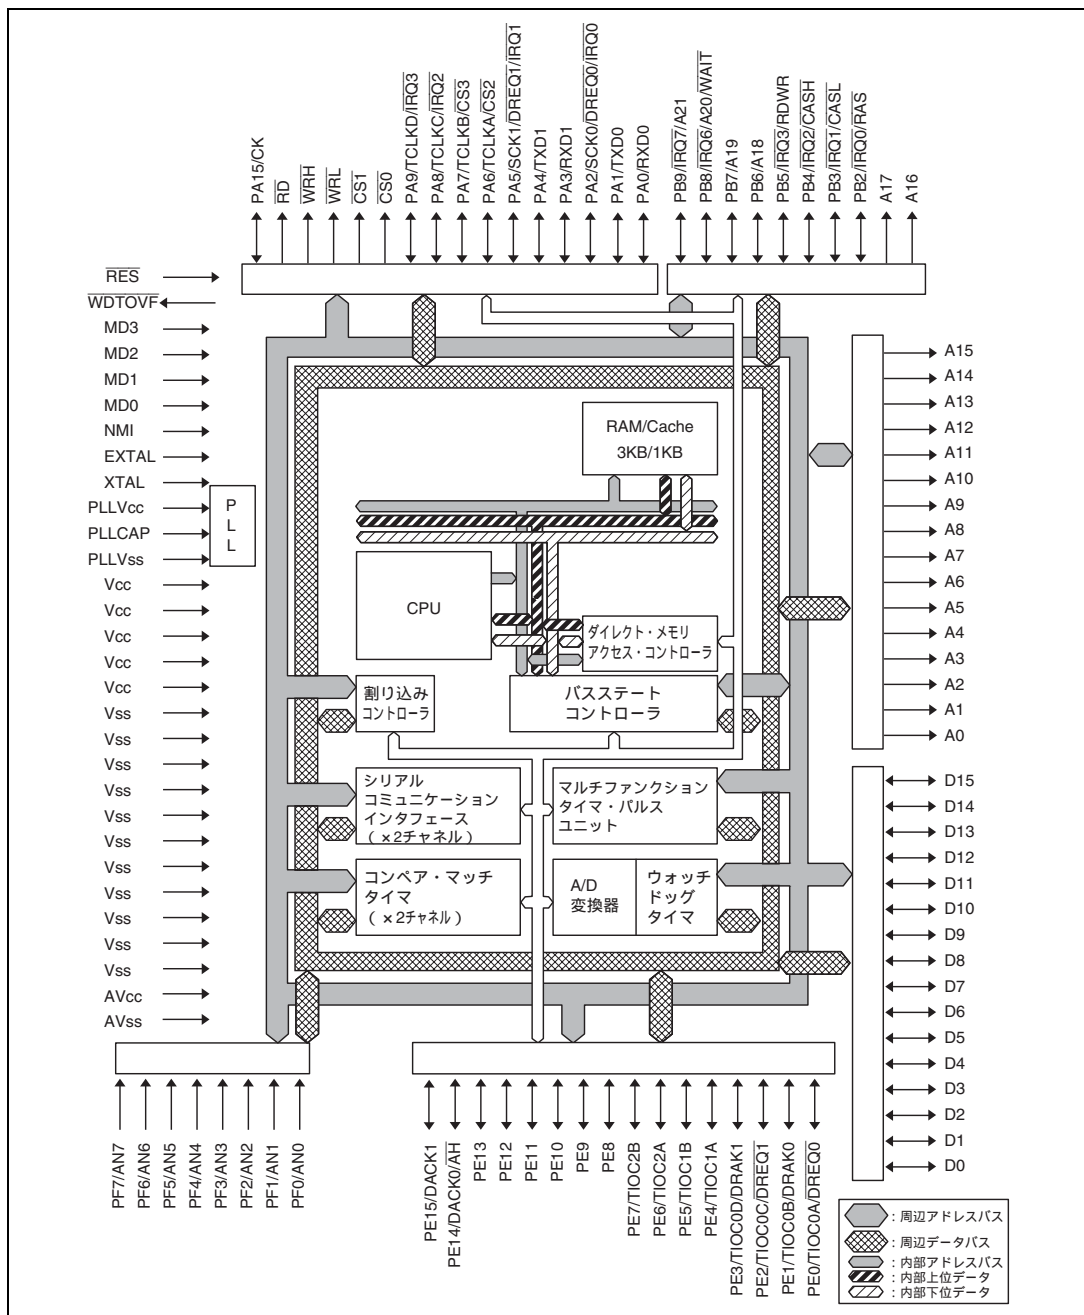 PA15/CK
RD
WRH
WRL
CS1
CS0
PA9/TCLKD/IRQ3
PA8/TCLKC/IRQ2
PA7/TCLKB/CS3
PA6/TCLKA/CS2
PA5/SCK1/DREQ1/IRQ1
PA4/TXD1
PA3/RXD1
PA2/SCK0/DREQ0/IRQ0
PA1/TXD0
PA0/RXD0
PB9/IRQ7/A21
PB8/IRQ6/A20/WAIT
PB7/A19
PB6/A18
PB5/IRQ3/RDWR
PB4/IRQ2/CASH
PB3/IRQ1/CASL
PB2/IRQ0/RAS
A17
A16
RES
WDTOVF
MD3
MD2
MD1
MD0
NMI
EXTAL
XTAL
PLLVcc
PLLCAP
PLLVss
Vcc
Vcc
Vcc
Vcc
Vcc
Vss
Vss
Vss
Vss
Vss
Vss
Vss
Vss
Vss
Vss
Vss
AVcc
AVss
P
L
L
RAM/Cache
3KB/1KB
CPU
ダイレクト・メモリ
アクセス・コントローラ
割り込み
コントローラ
バスステート
コントローラ
シリアル
コミュニケーション
インタフェース
(×2チャネル)
マルチファンクション
タイマ・パルス
ユニット
コンペア・マッチ
タイマ
(×2チャネル)
A/D
変換器
ウォッチ
ドッグ
タイマ
A15
A14
A13
A12
A11
A10
A9
A8
A7
A6
A5
A4
A3
A2
A1
A0
D15
D14
D13
D12
D11
D10
D9
D8
D7
D6
D5
D4
D3
D2
D1
D0
PF7/AN7
PF6/AN6
PF5/AN5
PF4/AN4
PF3/AN3
PF2/AN2
PF1/AN1
PF0/AN0
PE15/DACK1
PE14/DACK0/AH
PE13
PE12
PE11
PE10
PE9
PE8
PE7/TIOC2B
PE6/TIOC2A
PE5/TIOC1B
PE4/TIOC1A
PE3/TIOC0D/DRAK1
PE2/TIOC0C/DREQ1
PE1/TIOC0B/DRAK0
PE0/TIOC0A/DREQ0
:周辺アドレスバス
:周辺データバス
:内部アドレスバス
:内部上位データ
:内部下位データ